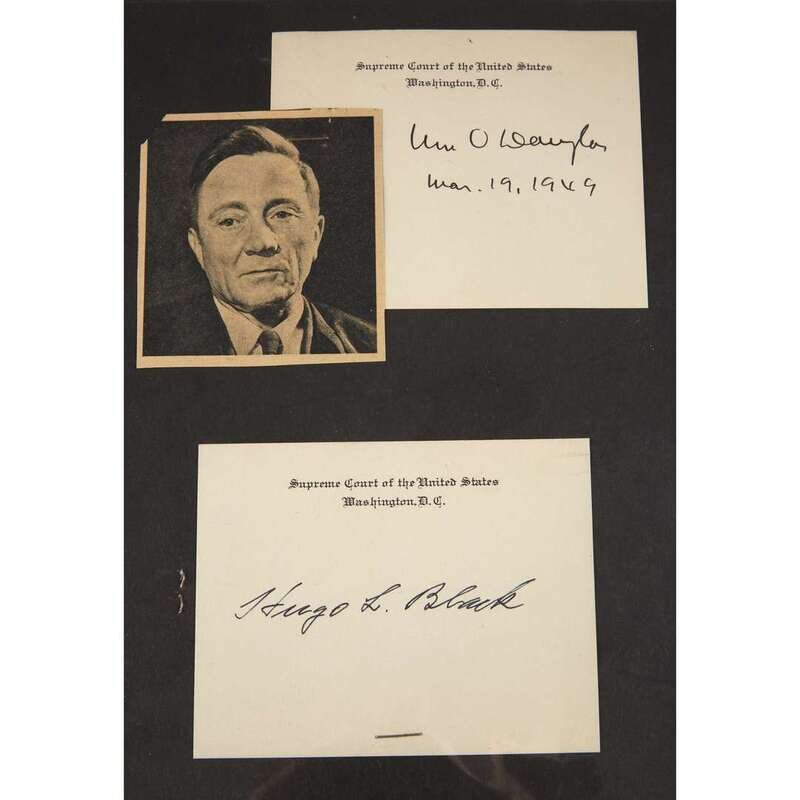 Supreme Court of the United States
Washington, D. C.
Wm O Douglas
Mar. 19, 1949
Supreme Court of the United States
Washington, D. C.
Hugo L. Black